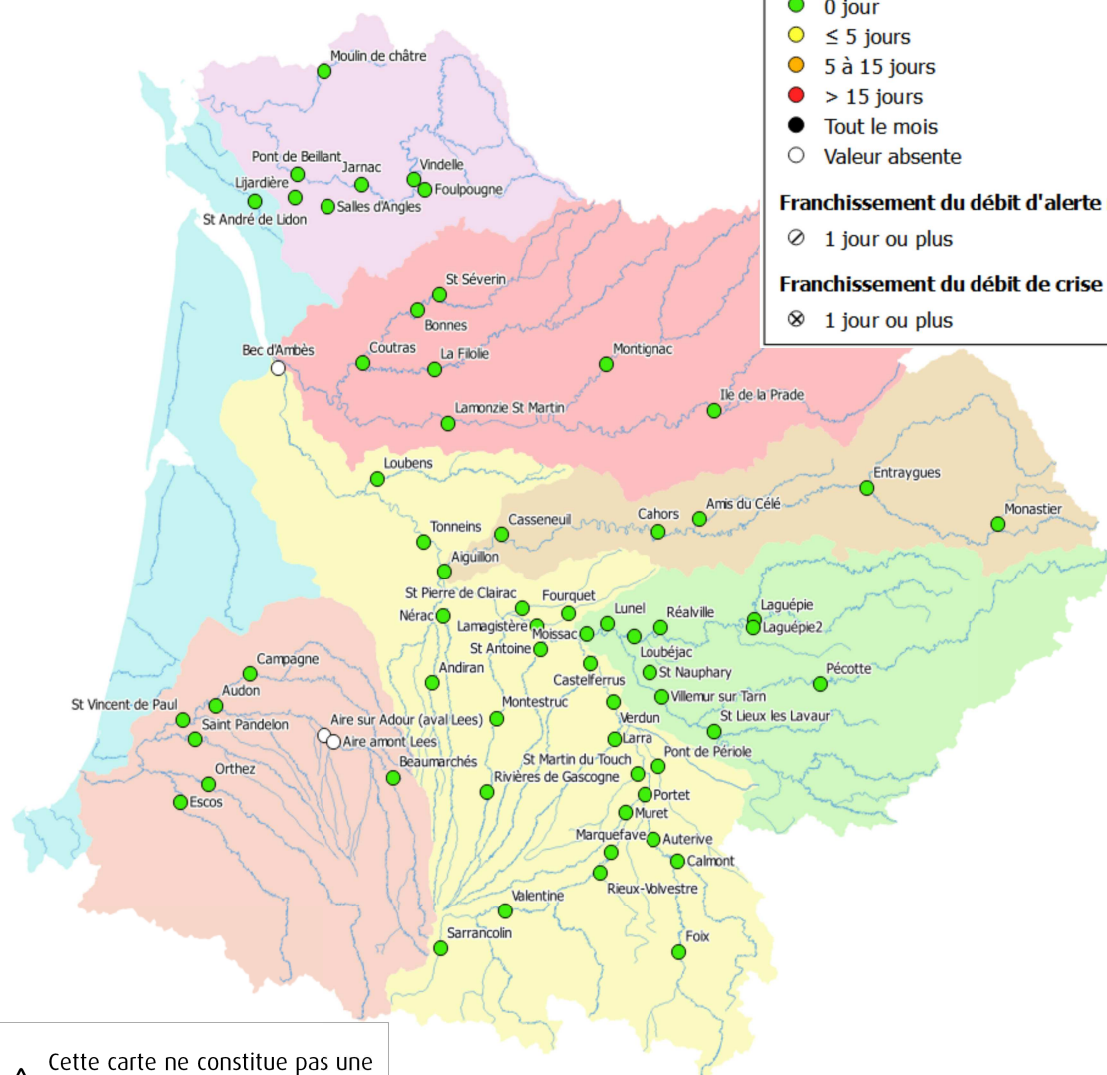 0 jour
≤ 5 jours
5 à 15 jours
> 15 jours
Tout le mois
Valeur absente
Franchissement du débit d'alerte
1 jour ou plus
Franchissement du débit de crise
1 jour ou plus
Moulin de châtre
Pont de Beillant
Jarnac
Vindelle
Lijardière
Foulpougne
Salles d'Angles
St André de Lidon
St Séverin
Bonnes
Bec d'Ambès
Coutras
La Filolie
Montignac
Ile de la Prade
Lamonzie St Martin
Loubens
Entraygues
Amis du Célé
Monastier
Casseneuil
Cahors
Tonneins
Aiguillon
St Pierre de Clairac
Fourquet
Laguépie
Lunel
Réalville
Nérac
Lamagistère
Laguépie2
Moissac
St Antoine
Loubéjac
Campagne
Andiran
Castelferrus
St Nauphary
Pécotte
Audon
Villemur sur Tarn
St Vincent de Paul
Montestruc
Verdun
St Lieux les Lavaur
Saint Pandelon
Aire sur Adour (aval Lees)
Aire amont Lees
Larra
Pont de Périole
Beaumarchés
St Martin du Touch
Orthez
Rivières de Gascogne
Portet
Escos
Muret
Marquefave
Auterive
Calmont
Rieux-Volvestre
Valentine
Sarrancolin
Foix
Cette carte ne constitue pas une